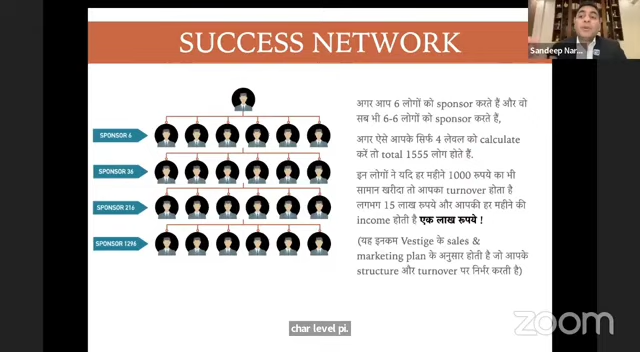 SUCCESS NETWORK
Sandeep Nar...
SPONSOR 6
SPONSOR 36
SPONSOR 216
SPONSOR 1296
अगर आप 6 लोगों को sponsor करते हैं और वो
सब भी 6-6 लोगों को sponsor करते हैं,
अगर ऐसे आपके सिर्फ 4 लेवल को calculate
करें तो total 1555 लोग होते हैं.
इन लोगों ने यदि हर महीने 1000 रूपये का भी
सामान खरीदा तो आपका turnover होता है
लगभग 15 लाख रुपये और आपकी हर महीने की
income होती है एक लाख रूपये !
(यह इनकम Vestige के sales &
marketing plan के अनुसार होती है जो आपके
structure और turnover पर निर्भर करती है)
char level pi.
zoom